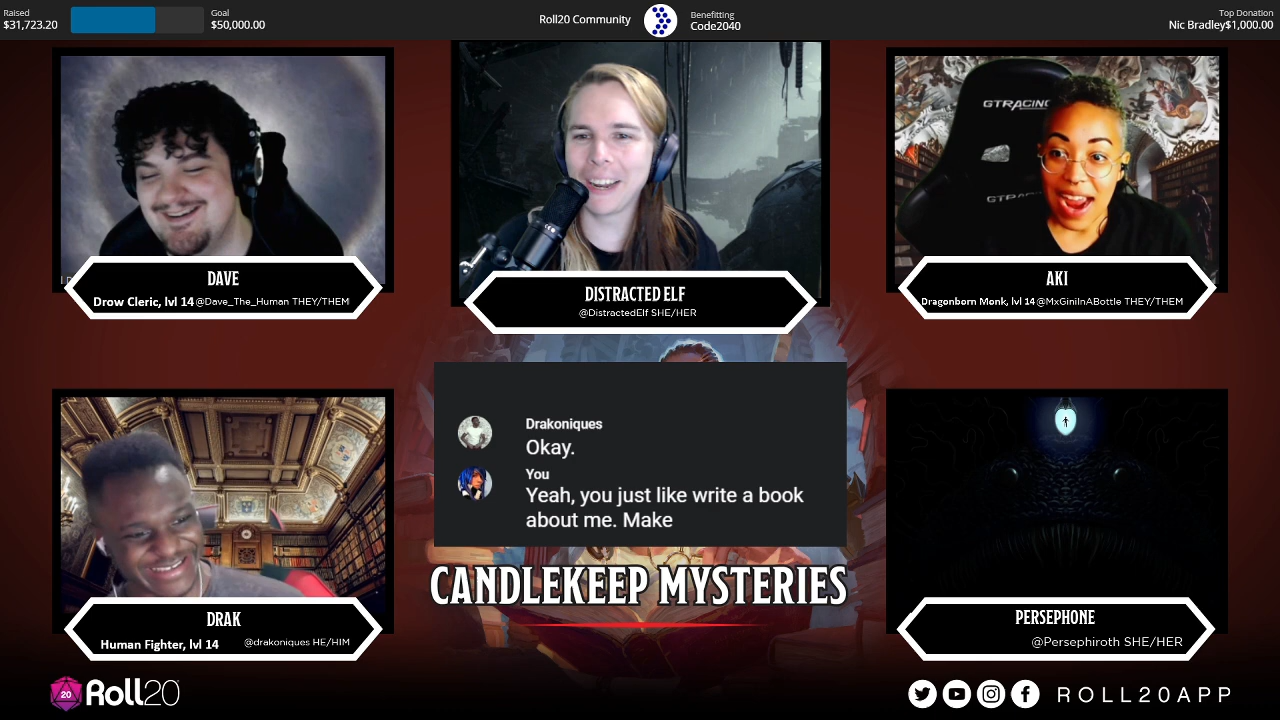 Raised
$31,723.20
Goal
$50,000.00
Roll20 Community
Benefitting
Code2040
Top Donation
Nic Bradley$1,000.00
GTRACING
GTRACING
DAVE
Drow Cleric, lvl 14 @Dave_The_Human THEY/THEM
DISTRACTED ELF
@DistractedElf SHE/HER
AKI
Dragonborn Monk, lvl 14 @MxGiniInABottle THEY/THEM
Drakoniques
Okay.
You
Yeah, you just like write a book
about me. Make
CANDLEKEEP MYSTERIES
DRAK
Human Fighter, lvl 14 @drakoniques HE/HIM
PERSEPHONE
@Persephiroth SHE/HER
20 Roll20
ROLL20APP